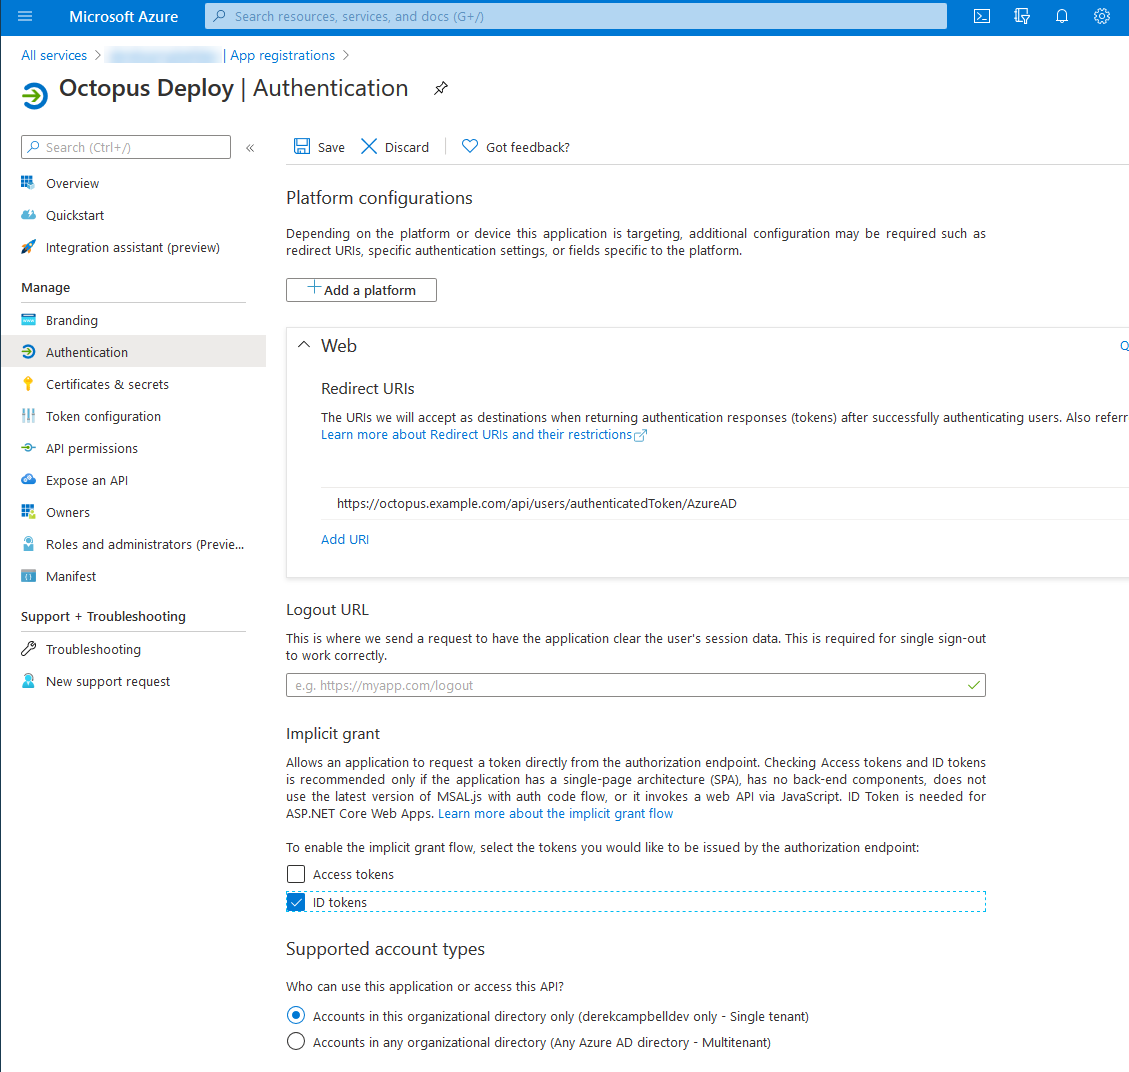 Microsoft Azure
Search resources, services, and docs (G+/)
All services > | App registrations >
Octopus Deploy | Authentication
Search (Ctrl+/)
«
Overview
Quickstart
Integration assistant (preview)
Manage
Branding
Authentication
Certificates & secrets
Token configuration
API permissions
Expose an API
Owners
Roles and administrators (Previe...
Manifest
Support + Troubleshooting
Troubleshooting
New support request
Save Discard Got feedback?
Platform configurations
Depending on the platform or device this application is targeting, additional configuration may be required such as
redirect URIs, specific authentication settings, or fields specific to the platform.
Add a platform
Web
Q
Redirect URIs
The URIs we will accept as destinations when returning authentication responses (tokens) after successfully authenticating users. Also referr
Learn more about Redirect URIs and their restrictions
https://octopus.example.com/api/users/authenticatedToken/AzureAD
Add URI
Logout URL
This is where we send a request to have the application clear the user's session data. This is required for single sign-out
to work correctly.
e.g. https://myapp.com/logout
Implicit grant
Allows an application to request a token directly from the authorization endpoint. Checking Access tokens and ID tokens
is recommended only if the application has a single-page architecture (SPA), has no back-end components, does not
use the latest version of MSAL.js with auth code flow, or it invokes a web API via JavaScript. ID Token is needed for
ASP.NET Core Web Apps. Learn more about the implicit grant flow
To enable the implicit grant flow, select the tokens you would like to be issued by the authorization endpoint:
Access tokens
ID tokens
Supported account types
Who can use this application or access this API?
Accounts in this organizational directory only (derekcampbelldev only - Single tenant)
Accounts in any organizational directory (Any Azure AD directory - Multitenant)